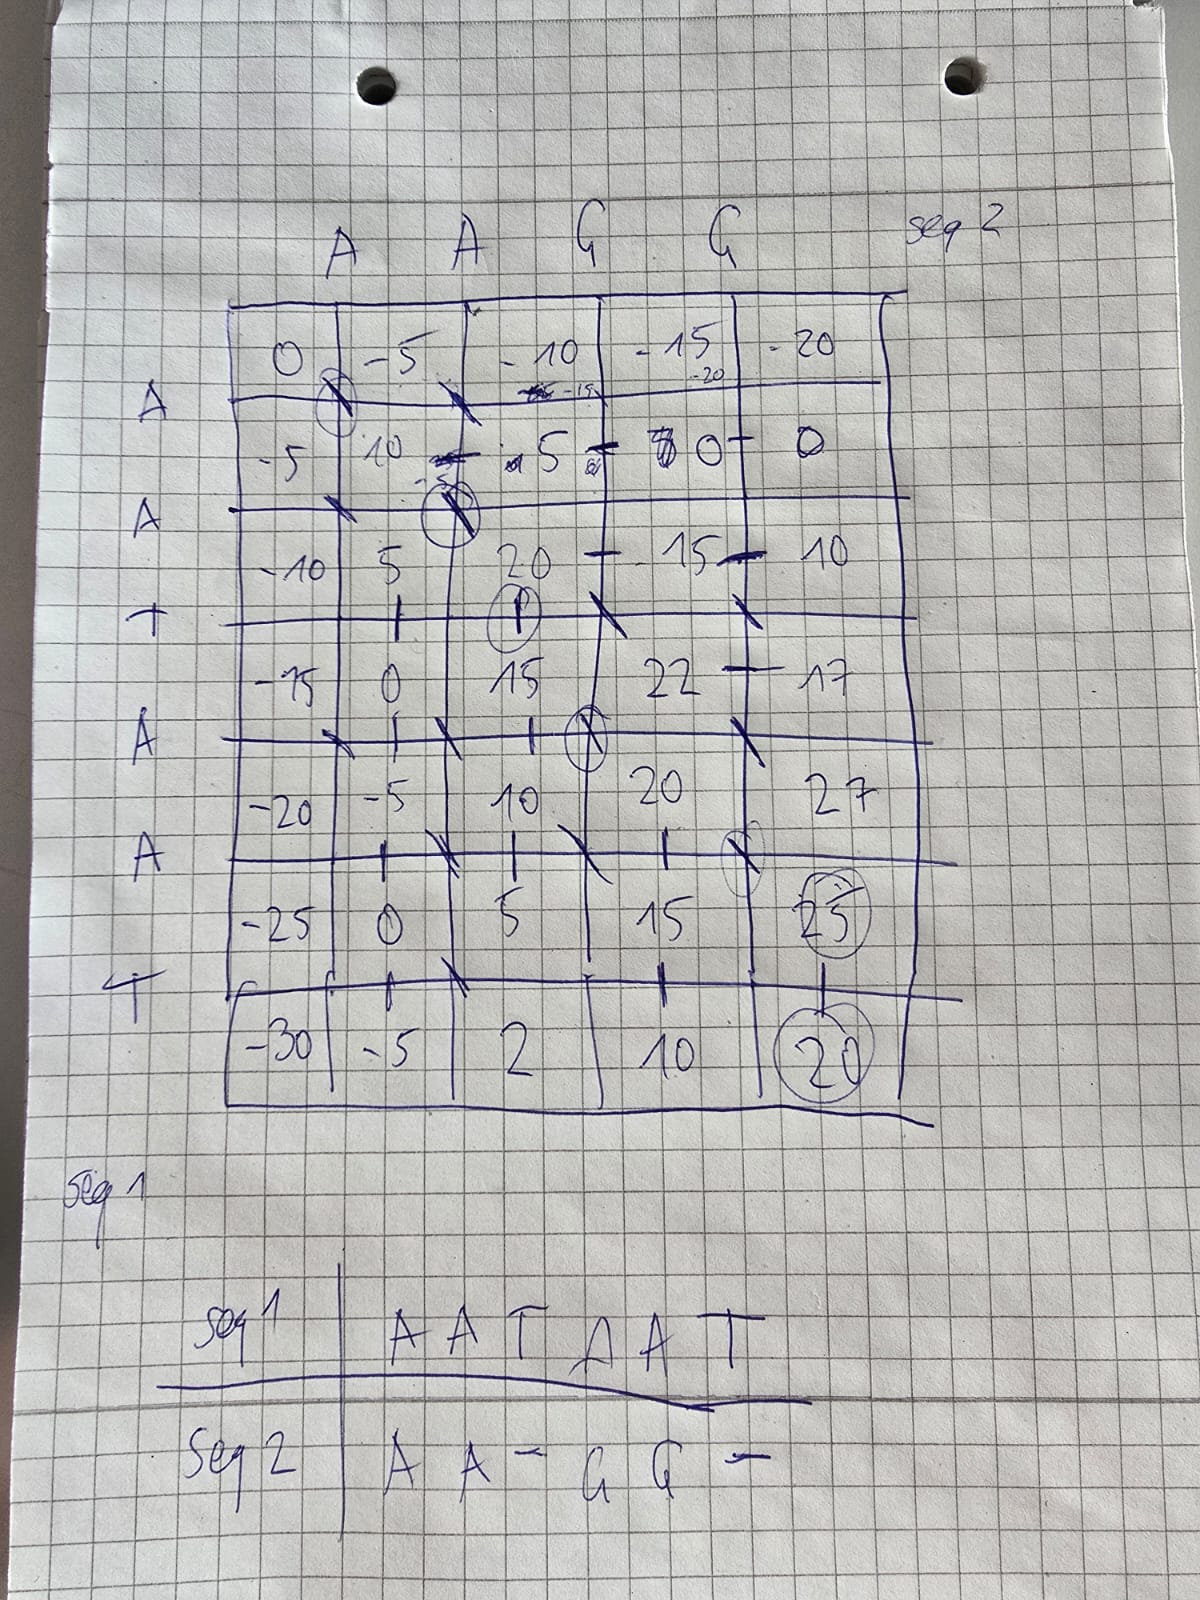 A A G G seq 2
0 -5 -10 -15 -20
-15 -20
A
-5 10 5 0 0
-5
A
-10 5 20 15 10
T
-15 0 15 22 17
A
-20 -5 10 20 27
A
-25 0 5 15 25
T
-30 -5 2 10 20
seq 1
seq 1 A A T A A T
seq 2 A A - G G -